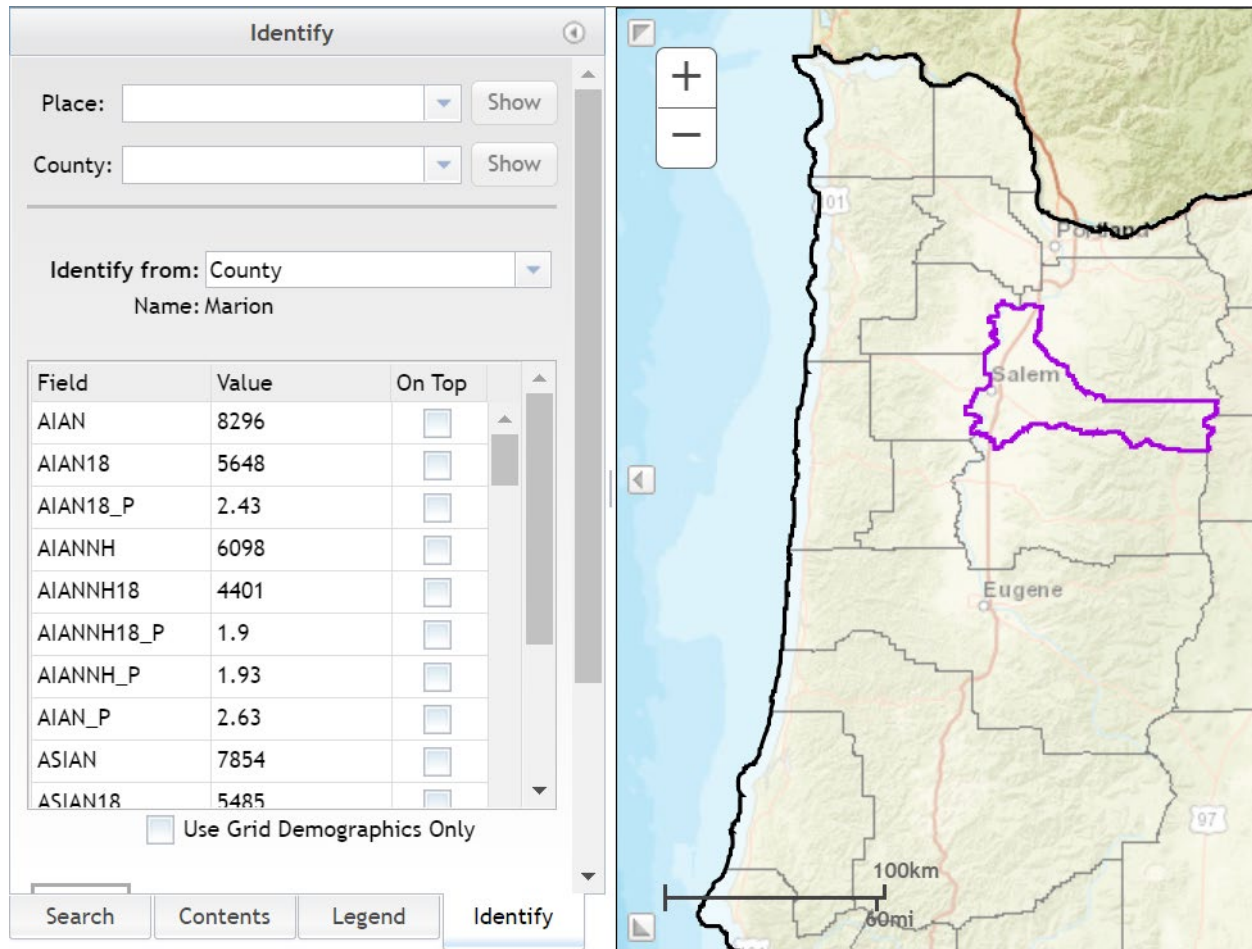 Identify
Place:
Show
County:
Show
Identify from: County
Name: Marion
Field Value On Top
AIAN 8296
AIAN18 5648
AIAN18_P 2.43
AIANNH 6098
AIANNH18 4401
AIANNH18_P 1.9
AIANNH_P 1.93
AIAN_P 2.63
ASIAN 7854
ASIAN18 5485
Use Grid Demographics Only
Search Contents Legend Identify
+
−
101
Portland
Salem
Eugene
97
100km
60mi